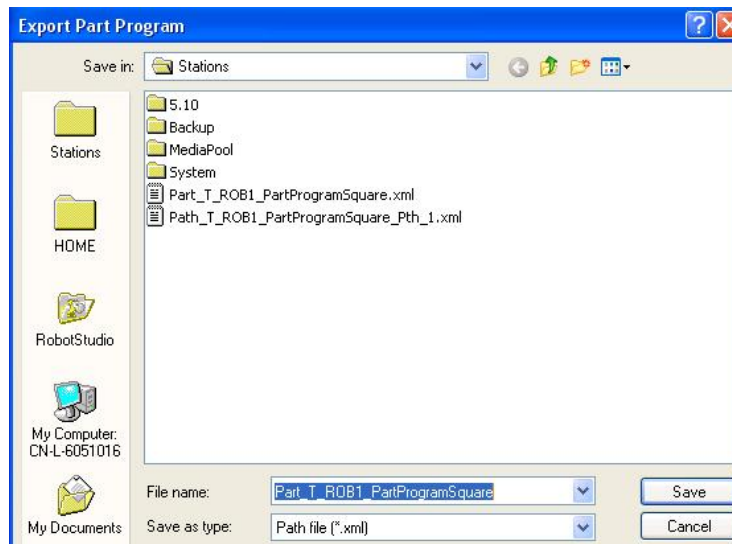 Export Part Program
Save in: Stations
Stations
HOME
RobotStudio
My Computer:
CN-L-6051016
My Documents
5.10
Backup
MediaPool
System
Part_T_ROB1_PartProgramSquare.xml
Path_T_ROB1_PartProgramSquare_Pth_1.xml
File name: Part_T_ROB1_PartProgramSquare Save
Save as type: Path file (*.xml) Cancel